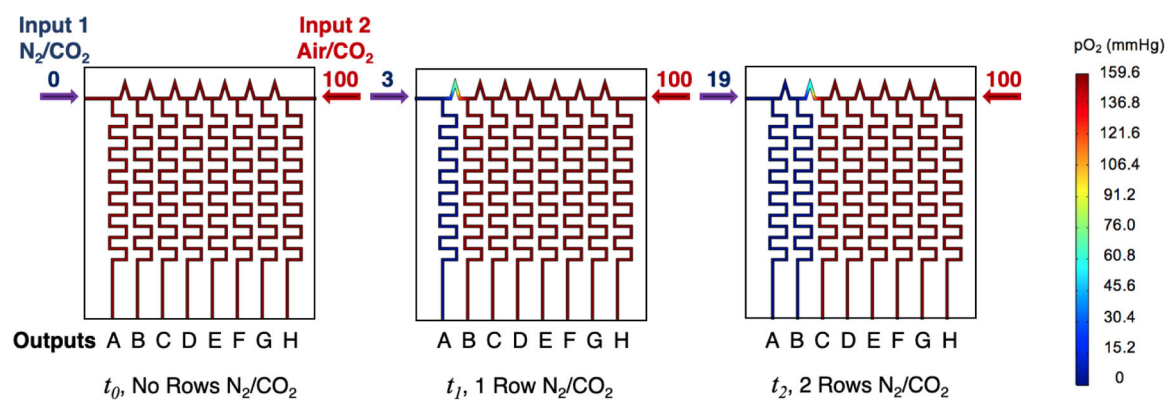 Input 1
N₂/CO₂
0
Input 2
Air/CO₂
100
3
100
19
100
pO₂ (mmHg)
159.6
136.8
121.6
106.4
91.2
76.0
60.8
45.6
30.4
15.2
0
Outputs A B C D E F G H
A B C D E F G H
A B C D E F G H
t₀, No Rows N₂/CO₂
t₁, 1 Row N₂/CO₂
t₂, 2 Rows N₂/CO₂